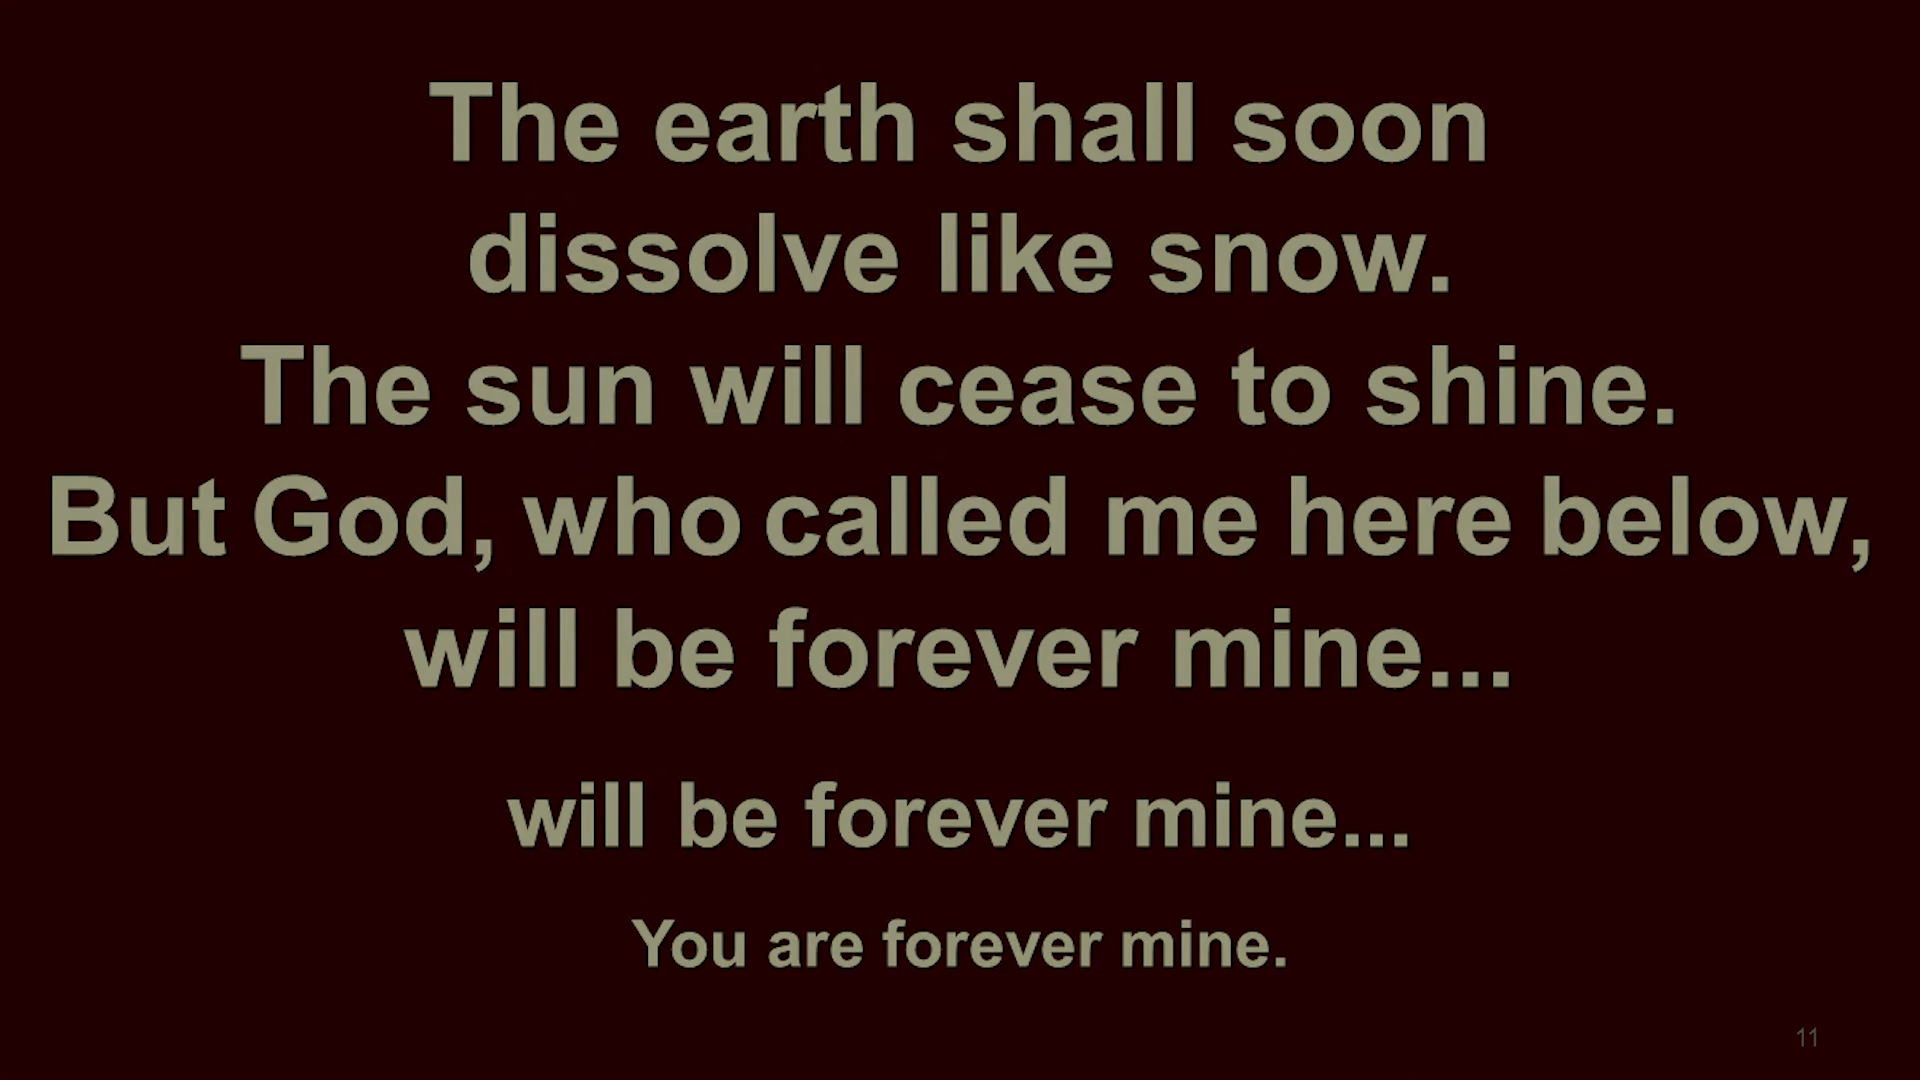 The earth shall soon
dissolve like snow.
The sun will cease to shine.
But God, who called me here below,
will be forever mine...
will be forever mine...
You are forever mine.
11